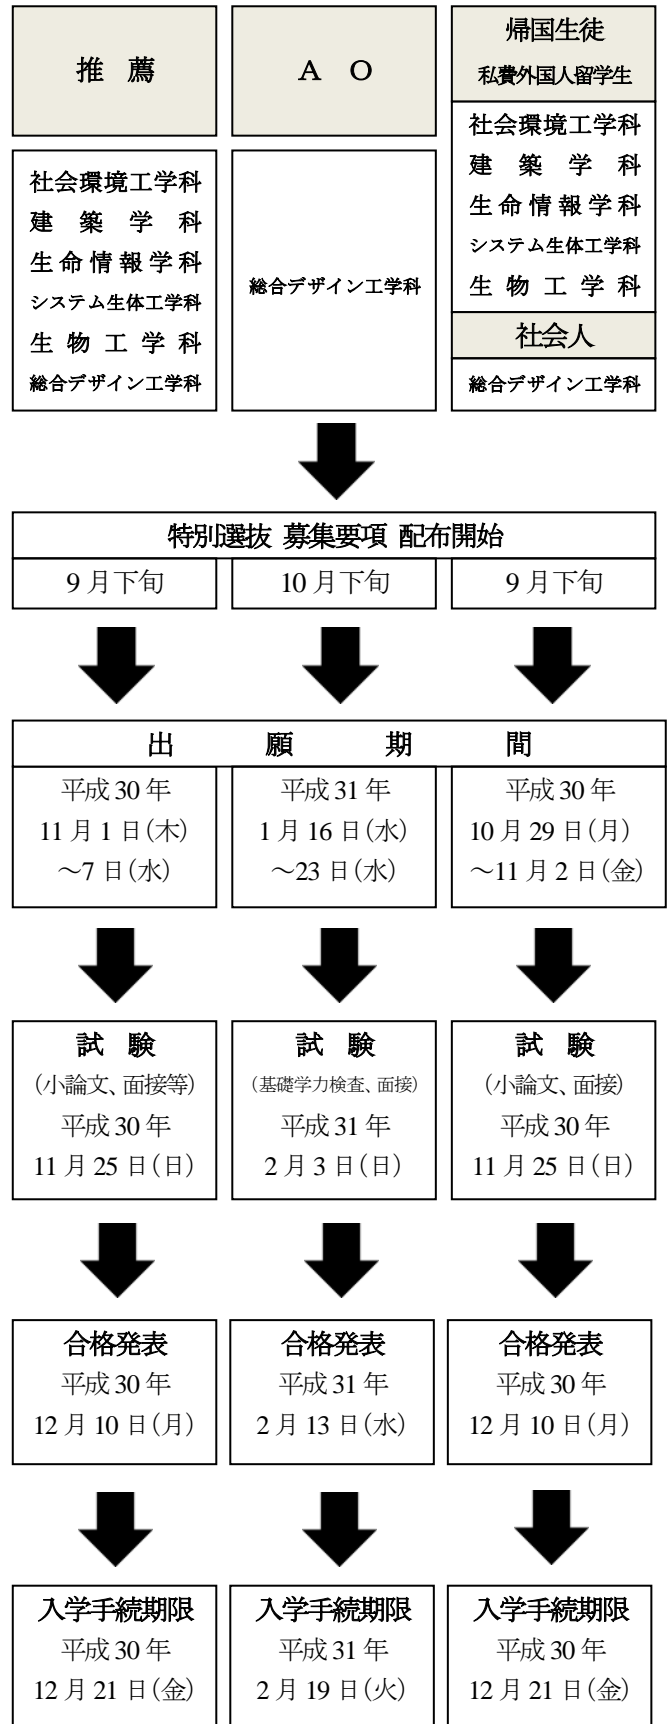 推 薦
A O
帰国生徒
私費外国人留学生
社会環境工学科
建築学科
生命情報学科
システム生体工学科
生物工学科
総合デザイン工学科
総合デザイン工学科
社会環境工学科
建築学科
生命情報学科
システム生体工学科
生物工学科
社会人
総合デザイン工学科
特別選抜 募集要項 配布開始
9月下旬
10月下旬
9月下旬
出願期間
平成30年
11月1日(木)
～7日(水)
平成31年
1月16日(水)
～23日(水)
平成30年
10月29日(月)
～11月2日(金)
試 験
(小論文、面接等)
平成30年
11月25日(日)
試 験
(基礎学力検査、面接)
平成31年
2月3日(日)
試 験
(小論文、面接)
平成30年
11月25日(日)
合格発表
平成30年
12月10日(月)
合格発表
平成31年
2月13日(水)
合格発表
平成30年
12月10日(月)
入学手続期限
平成30年
12月21日(金)
入学手続期限
平成31年
2月19日(火)
入学手続期限
平成30年
12月21日(金)